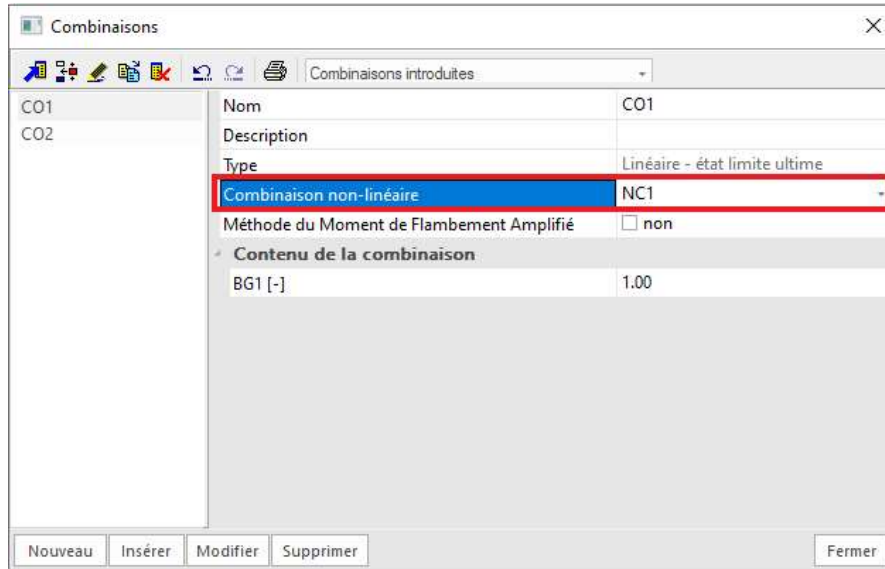 Combinaisons
Combinaisons introduites
CO1
CO2
Nom CO1
Description
Type Linéaire - état limite ultime
Combinaison non-linéaire NC1
Méthode du Moment de Flambement Amplifié non
Contenu de la combinaison
BG1 [-] 1.00
Nouveau Insérer Modifier Supprimer Fermer